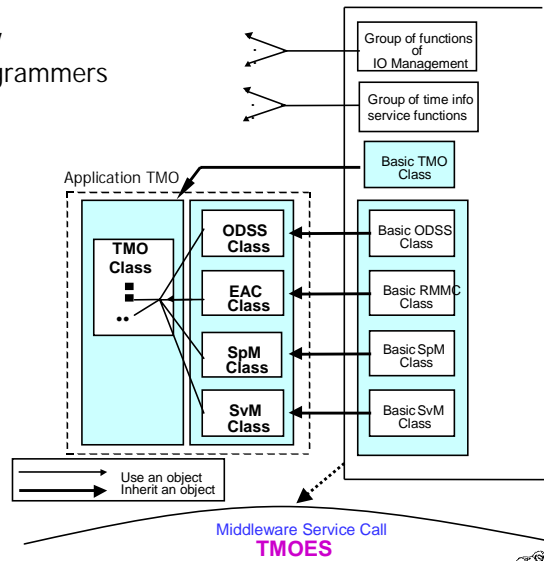 grammers
Group of functions
of
IO Management
Group of time info
service functions
Basic TMO
Class
Application TMO
TMO
Class
ODSS
Class
EAC
Class
SpM
Class
SvM
Class
Basic ODSS
Class
Basic RMMC
Class
Basic SpM
Class
Basic SvM
Class
Use an object
Inherit an object
Middleware Service Call
TMOES